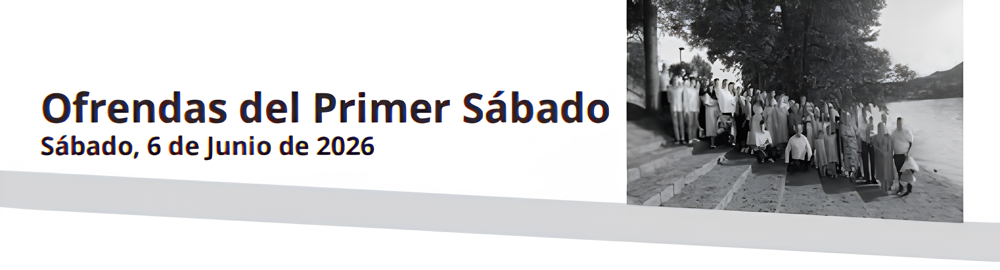 Ofrendas del Primer Sábado
Sábado, 6 de Junio de 2026